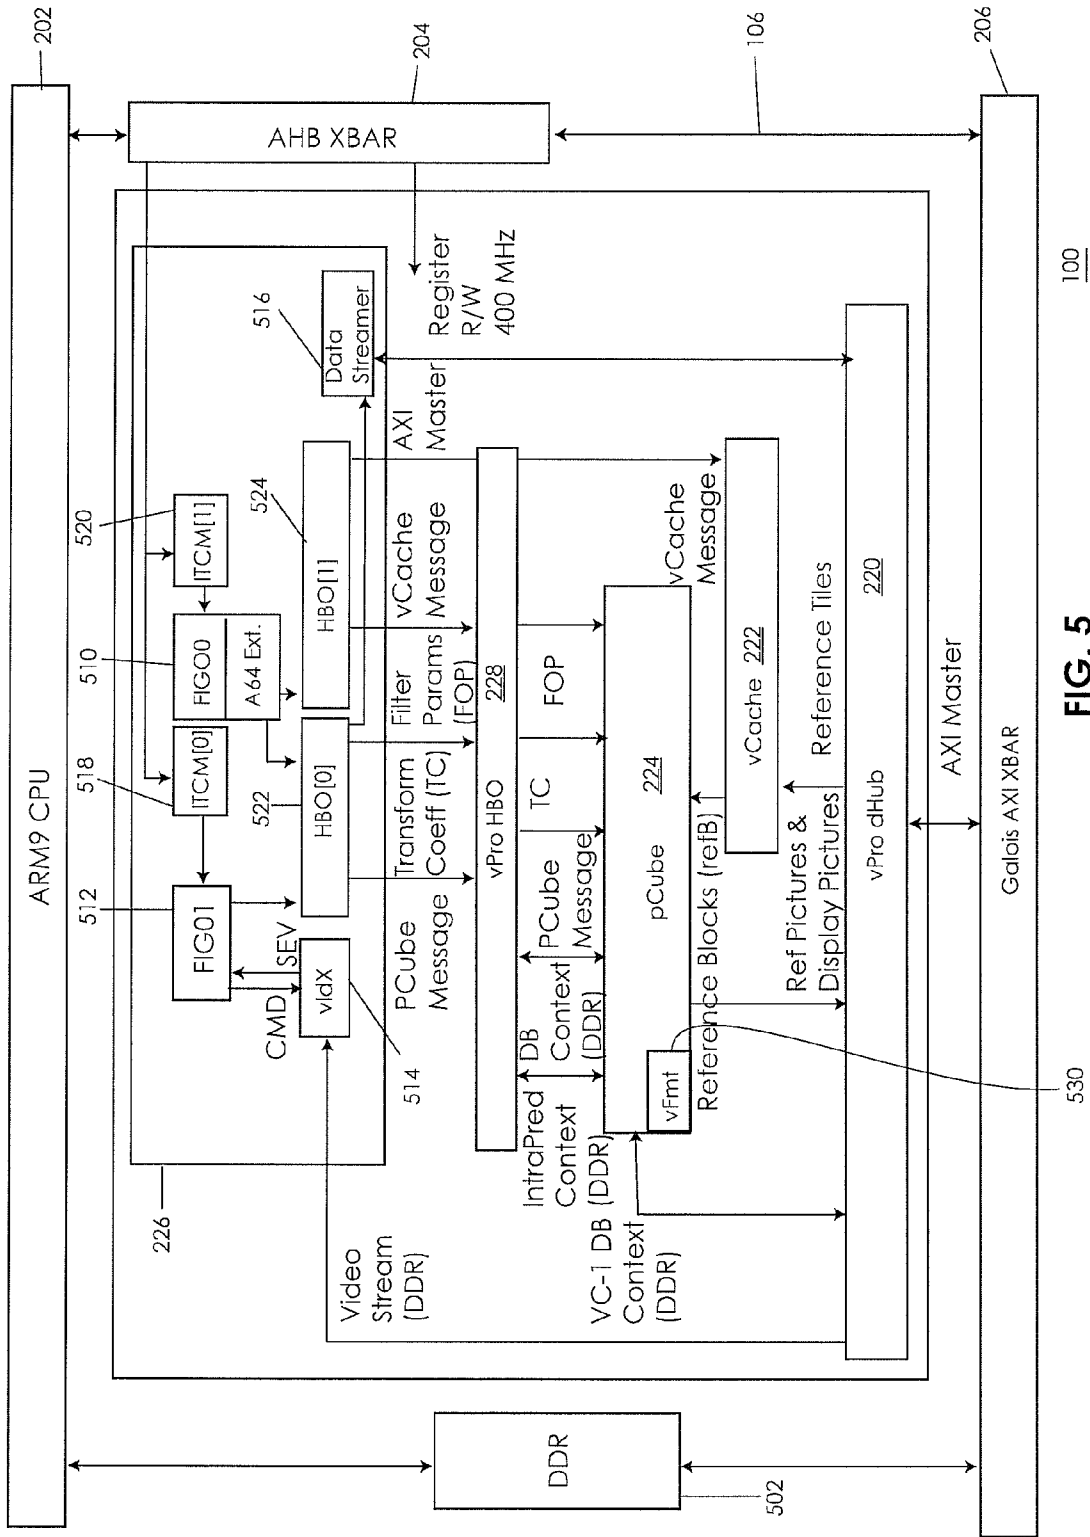 202
ARM9 CPU
204
AHB XBAR
106
206
Galois AXI XBAR
100
FIG. 5
DDR
502
226
512
FIG01
CMD
SEV
vIdX
514
518
ITCM[0]
510
FIGO0
A64 Ext.
520
ITCM[1]
522
HBO[0]
524
HBO[1]
516
Data
Streamer
Register
R/W
400 MHz
Video
Stream
(DDR)
PCube
Message
Transform
Coeff (TC)
Filter
Params
(FOP)
vCache
Message
AXI
Master
vPro HBO
228
IntraPred
Context
(DDR)
DB
Context
(DDR)
PCube
Message
TC
FOP
vCache
Message
VC-1 DB
Context
(DDR)
pCube
224
vFmt
530
Reference Blocks (refB)
vCache 222
Ref Pictures &
Display Pictures
Reference Tiles
vPro dHub
220
AXI Master